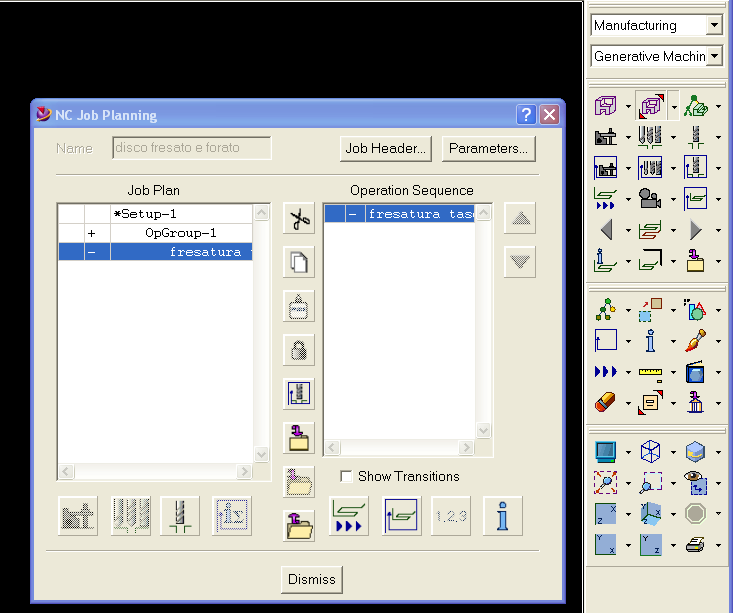 Manufacturing
Generative Machin
NC Job Planning
Name
disco fresato e forato
Job Header...
Parameters...
Job Plan
Operation Sequence
*Setup-1
+ OpGroup-1
- fresatura
- fresatura tas
Show Transitions
1.2.3
Dismiss
X
Z
Y
X
Y
Z